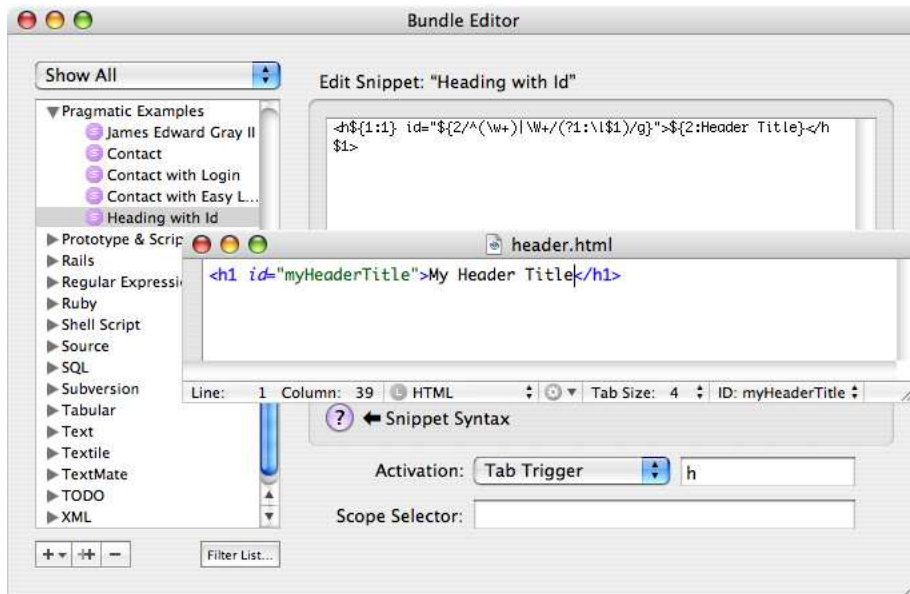 Bundle Editor
Show All
Edit Snippet: “Heading with Id”
Pragmatic Examples
James Edward Gray II
Contact
Contact with Login
Contact with Easy L...
Heading with Id
Prototype & Scrip
Rails
Regular Expressi
Ruby
Shell Script
Source
SQL
Subversion
Tabular
Text
Textile
TextMate
TODO
XML
Filter List...
<h${1:1} id="${2/^(\w+)|\W+/(?1:\l$1)/g}">${2:Header Title}</h
$1>
header.html
<h1 id="myHeaderTitle">My Header Title</h1>
Line: 1 Column: 39 L HTML Tab Size: 4 ID: myHeaderTitle
? Snippet Syntax
Activation: Tab Trigger h
Scope Selector: